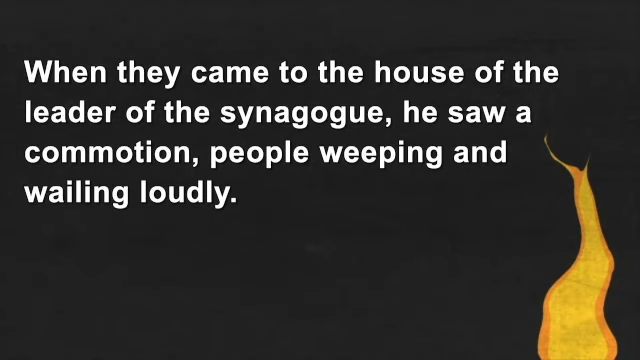 When they came to the house of the
leader of the synagogue, he saw a
commotion, people weeping and
wailing loudly.